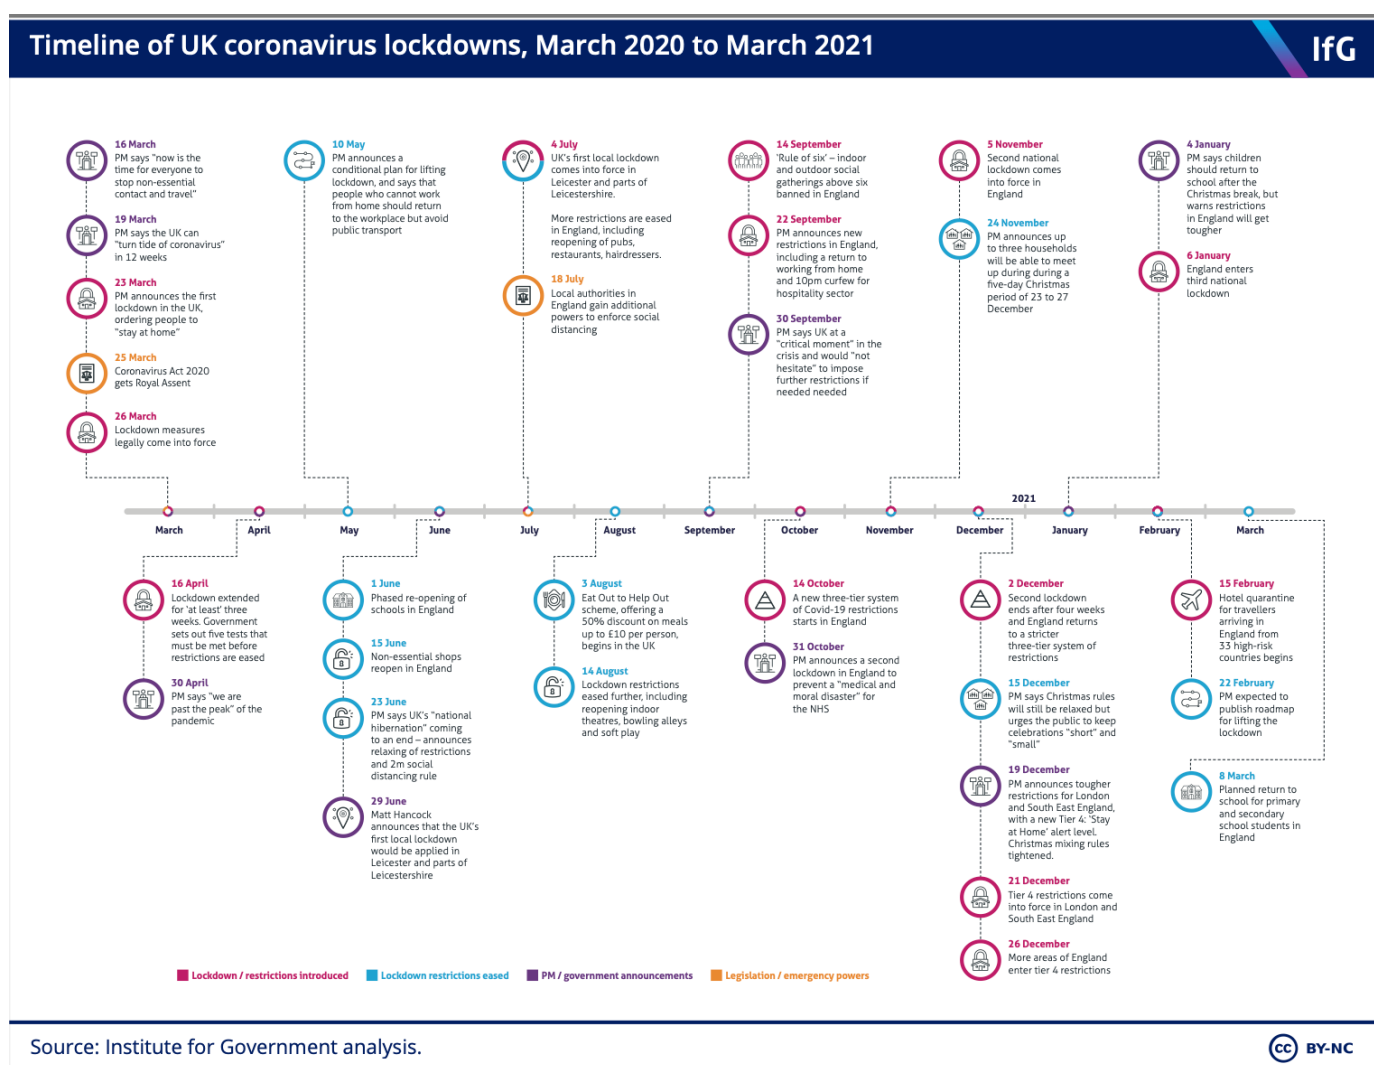 Timeline of UK coronavirus lockdowns, March 2020 to March 2021
IfG
16 March
PM says "now is the
time for everyone to
stop non-essential
contact and travel"
19 March
PM says the UK can
"turn tide of coronavirus"
in 12 weeks
23 March
PM announces the first
lockdown in the UK,
ordering people to
"stay at home"
25 March
Coronavirus Act 2020
gets Royal Assent
26 March
Lockdown measures
legally come into force
10 May
PM announces a
conditional plan for lifting
lockdown, and says that
people who cannot work
from home should return
to the workplace but avoid
public transport
4 July
UK's first local lockdown
comes into force in
Leicester and parts of
Leicestershire.
More restrictions are eased
in England, including
reopening of pubs,
restaurants, hairdressers.
18 July
Local authorities in
England gain additional
powers to enforce social
distancing
14 September
'Rule of six' – indoor
and outdoor social
gatherings above six
banned in England
22 September
PM announces new
restrictions in England,
including a return to
working from home
and 10pm curfew for
hospitality sector
30 September
PM says UK at a
"critical moment" in the
crisis and would "not
hesitate" to impose
further restrictions if
needed needed
5 November
Second national
lockdown comes
into force in
England
24 November
PM announces up
to three households
will be able to meet
up during during a
five-day Christmas
period of 23 to 27
December
4 January
PM says children
should return to
school after the
Christmas break, but
warns restrictions
in England will get
tougher
6 January
England enters
third national
lockdown
2021
March
April
May
June
July
August
September
October
November
December
January
February
March
16 April
Lockdown extended
for 'at least' three
weeks. Government
sets out five tests that
must be met before
restrictions are eased
30 April
PM says "we are
past the peak" of the
pandemic
1 June
Phased re-opening of
schools in England
15 June
Non-essential shops
reopen in England
23 June
PM says UK's "national
hibernation" coming
to an end – announces
relaxing of restrictions
and 2m social
distancing rule
29 June
Matt Hancock
announces that the UK's
first local lockdown
would be applied in
Leicester and parts of
Leicestershire
3 August
Eat Out to Help Out
scheme, offering a
50% discount on meals
up to £10 per person,
begins in the UK
14 August
Lockdown restrictions
eased further, including
reopening indoor
theatres, bowling alleys
and soft play
14 October
A new three-tier system
of Covid-19 restrictions
starts in England
31 October
PM announces a second
lockdown in England to
prevent a "medical and
moral disaster" for
the NHS
2 December
Second lockdown
ends after four weeks
and England returns
to a stricter
three-tier system of
restrictions
15 December
PM says Christmas rules
will still be relaxed but
urges the public to keep
celebrations "short" and
"small"
19 December
PM announces tougher
restrictions for London
and South East England,
with a new Tier 4: 'Stay
at Home' alert level.
Christmas mixing rules
tightened.
21 December
Tier 4 restrictions come
into force in London and
South East England
26 December
More areas of England
enter tier 4 restrictions
15 February
Hotel quarantine
for travellers
arriving in
England from
33 high-risk
countries begins
22 February
PM expected to
publish roadmap
for lifting the
lockdown
8 March
Planned return to
school for primary
and secondary
school students in
England
Lockdown / restrictions introduced
Lockdown restrictions eased
PM / government announcements
Legislation / emergency powers
Source: Institute for Government analysis.
cc BY-NC